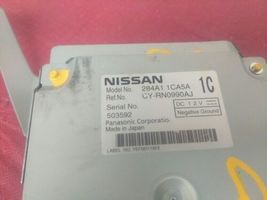 NISSAN
Model No. 284A1 1CA5A 1C
Ref.No. CY-RN0990AJ
Serial No. DC 12V
503592 Negative Ground
Panasonic Corporation
Made in Japan